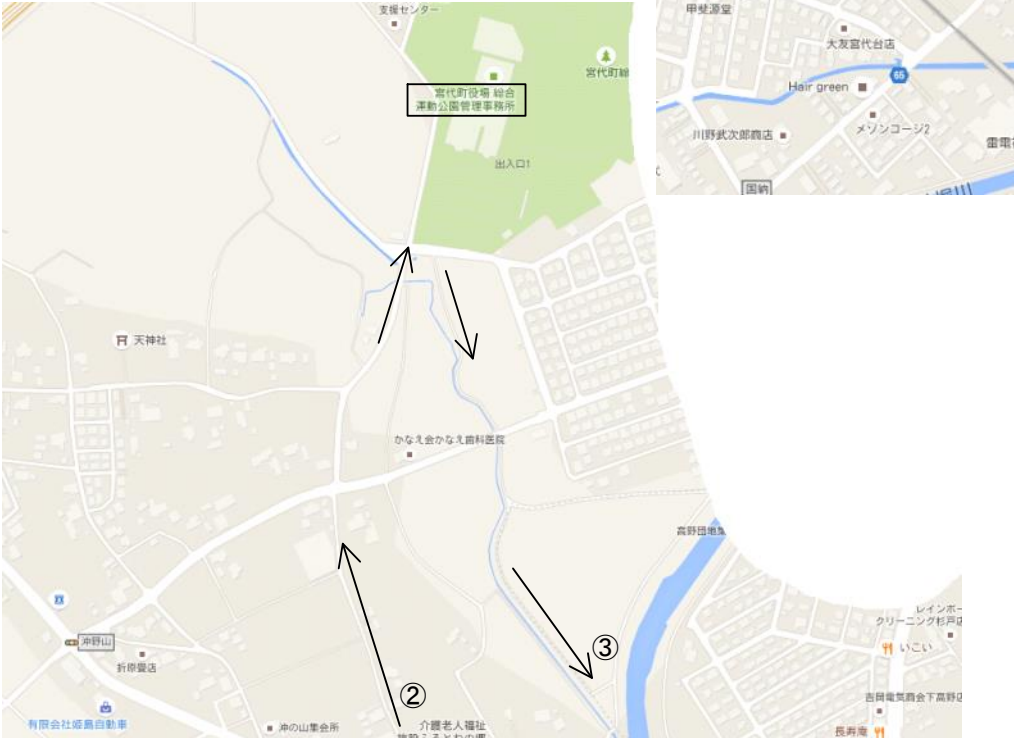 支援センター
宮代町役場 総合
運動公園管理事務所
宮代町総
出入口1
甲斐源堂
大友宮代台店
65
Hair green
川野武次郎商店
メゾンコージ2
雷電
国納
天神社
かなえ会かなえ歯科医院
高野団地集
沖野山
折原畳店
有限会社姫島自動車
沖の山集会所
②
介護老人福祉
③
レインボー
クリーニング杉戸店
いこい
吉岡電気商会下高野店
長寿庵